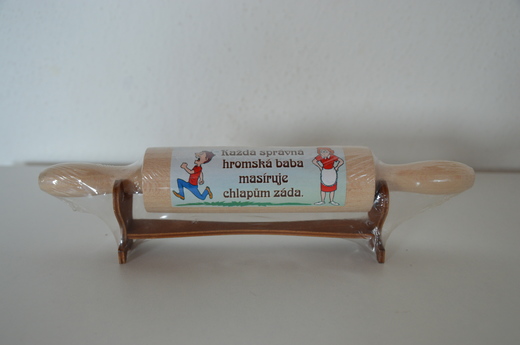 Každá správná
hromská baba
masíruje
chlapům záda.